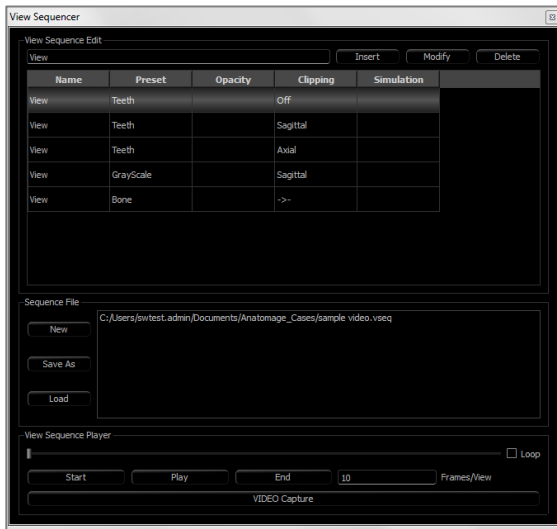 View Sequencer
View Sequence Edit
View Insert Modify Delete
Name Preset Opacity Clipping Simulation
View Teeth Off
View Teeth Sagittal
View Teeth Axial
View GrayScale Sagittal
View Bone ->-
Sequence File
C:/Users/swtest.admin/Documents/Anatomage_Cases/sample video.vseq
New
Save As
Load
View Sequence Player
Loop
Start Play End 10 Frames/View
VIDEO Capture